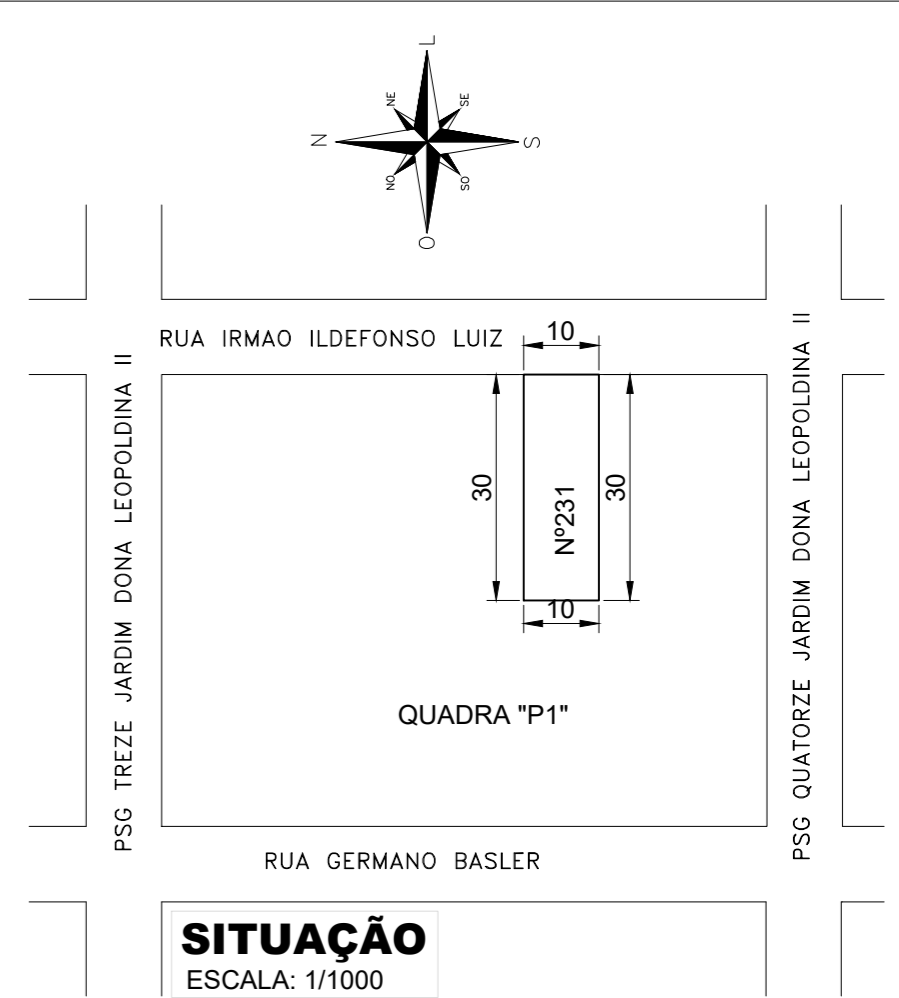 L
NE
SE
N
S
NO
SO
O
RUA IRMAO ILDEFONSO LUIZ
10
PSG TREZE JARDIM DONA LEOPOLDINA II
PSG QUATORZE JARDIM DONA LEOPOLDINA II
30
Nº231
30
10
QUADRA "P1"
RUA GERMANO BASLER
SITUAÇÃO
ESCALA: 1/1000